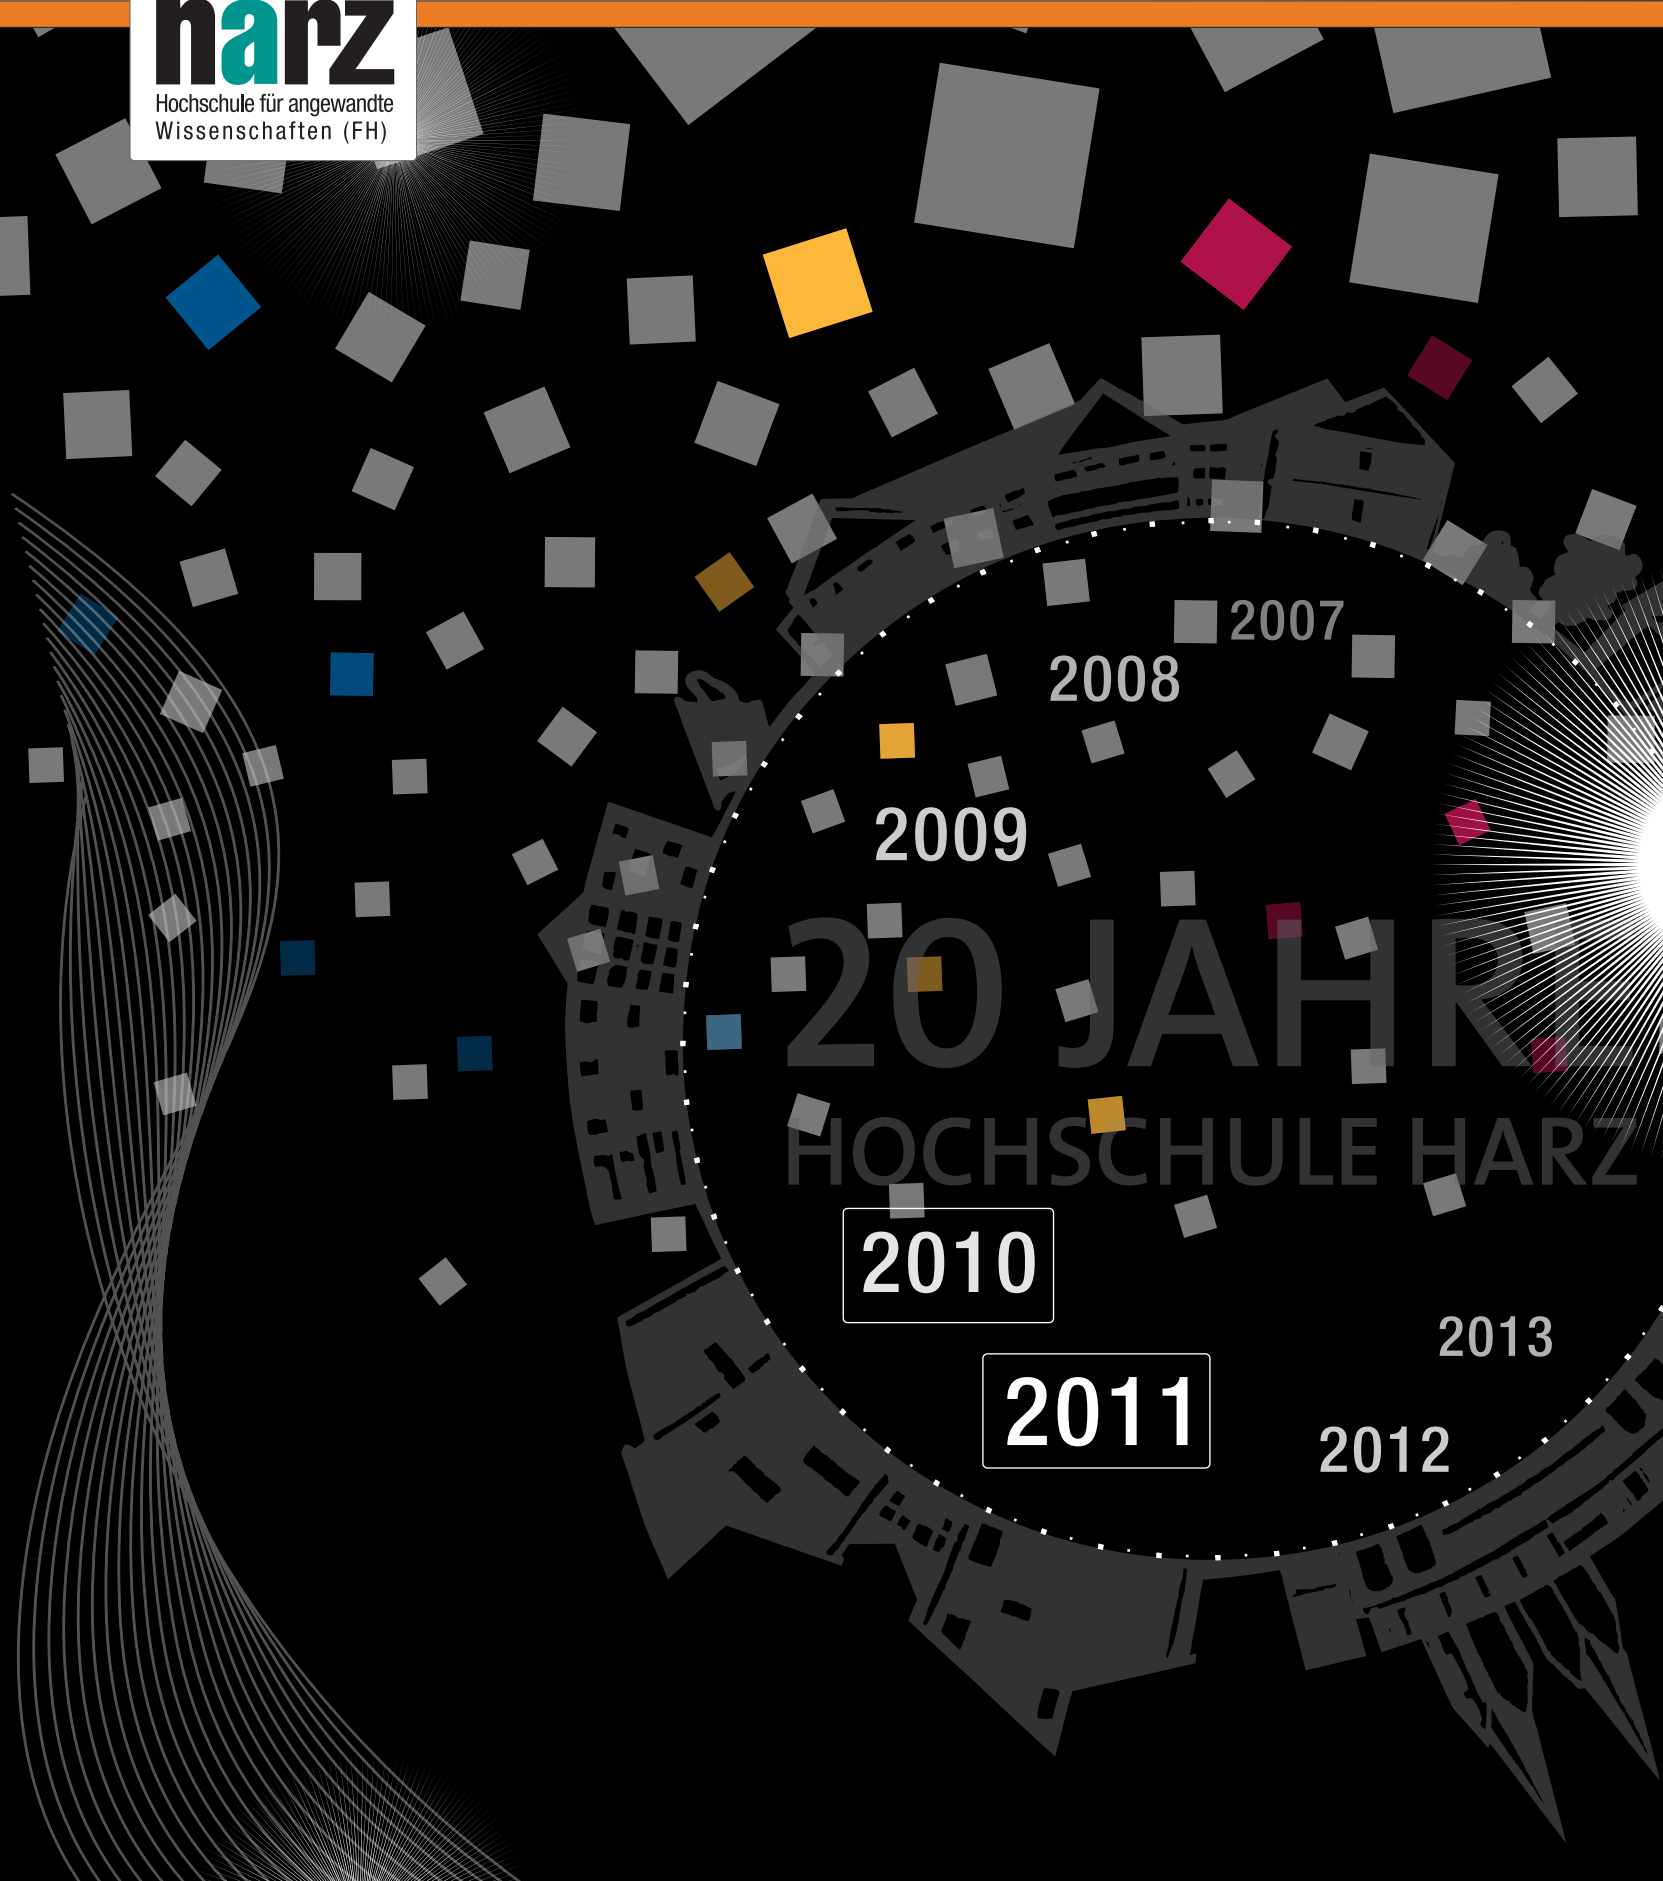 harz
Hochschule für angewandte
Wissenschaften (FH)
2007
2008
2009
20 JAHRE
HOCHSCHULE HARZ
2010
2013
2011
2012